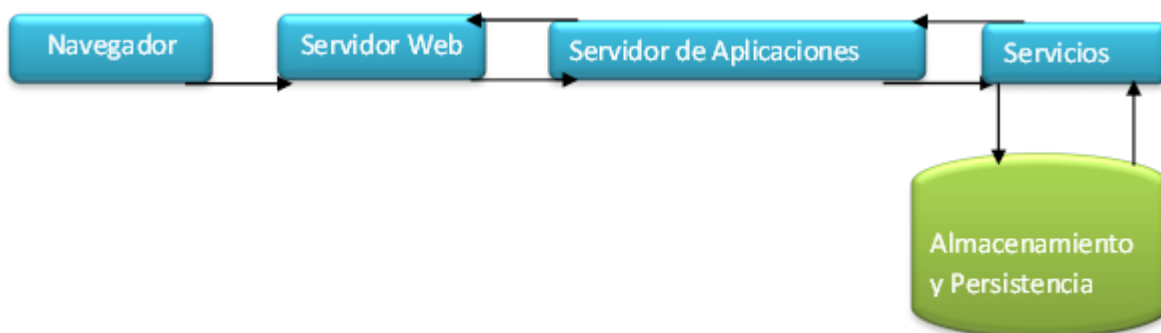 Navegador
Servidor Web
Servidor de Aplicaciones
Servicios
Almacenamiento
y Persistencia